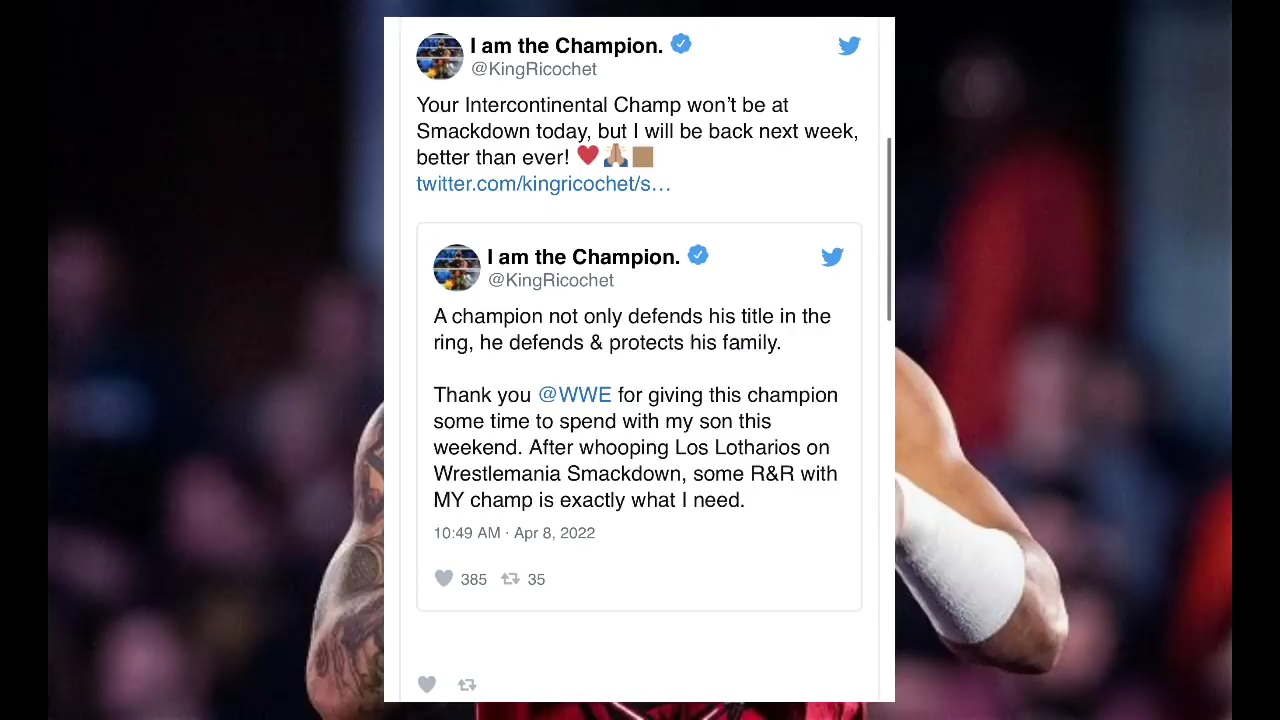 I am the Champion.
@KingRicochet
Your Intercontinental Champ won’t be at
Smackdown today, but I will be back next week,
better than ever! ❤️🙏🏽🏽
twitter.com/kingricochet/s…
I am the Champion.
@KingRicochet
A champion not only defends his title in the
ring, he defends & protects his family.
Thank you @WWE for giving this champion
some time to spend with my son this
weekend. After whooping Los Lotharios on
Wrestlemania Smackdown, some R&R with
MY champ is exactly what I need.
10:49 AM · Apr 8, 2022
385 35